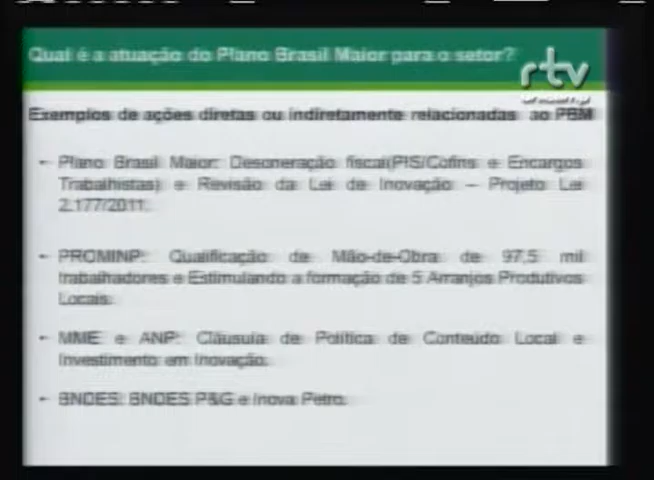 Qual é a atuação do Plano Brasil Maior para o setor?
rtv
unicamp
Exemplos de ações diretas ou indiretamente relacionadas ao PBM
- Plano Brasil Maior: Desoneração fiscal(PIS/Cofins e Encargos
Trabalhistas) e Revisão da Lei de Inovação – Projeto Lei
2.177/2011.
- PROMINP: Qualificação de Mão-de-Obra de 97,5 mil
trabalhadores e Estimulando a formação de 5 Arranjos Produtivos
Locais.
- MME e ANP: Cláusula de Política de Conteúdo Local e
Investimento em Inovação.
- BNDES: BNDES P&G e Inova Petro.